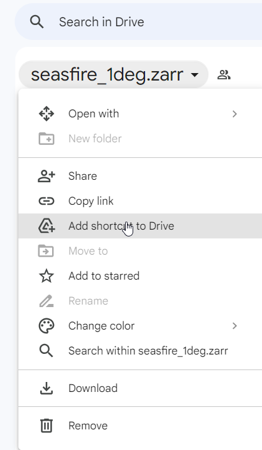 Search in Drive
seasfire_1deg.zarr
Open with
New folder
Share
Copy link
Add shortcut to Drive
Move to
Add to starred
Rename
Change color
Search within seasfire_1deg.zarr
Download
Remove